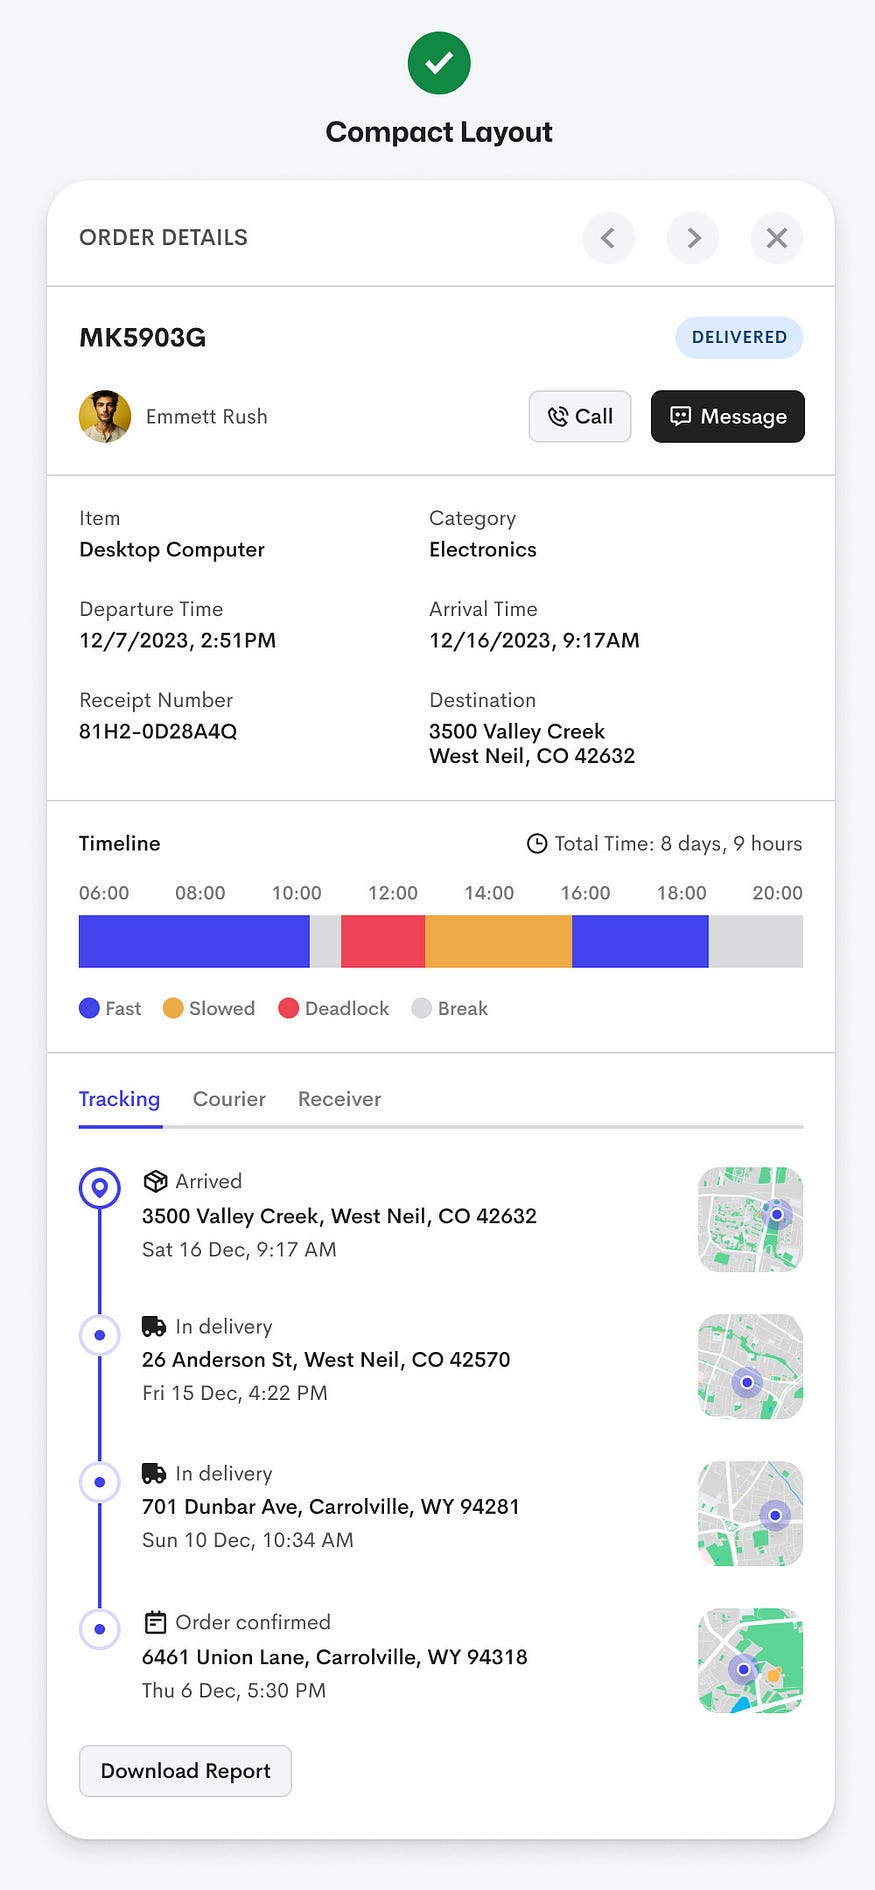 Compact Layout
ORDER DETAILS
MK5903G
DELIVERED
Emmett Rush
Call
Message
Item
Desktop Computer
Category
Electronics
Departure Time
12/7/2023, 2:51PM
Arrival Time
12/16/2023, 9:17AM
Receipt Number
81H2-0D28A4Q
Destination
3500 Valley Creek
West Neil, CO 42632
Timeline
Total Time: 8 days, 9 hours
06:00 08:00 10:00 12:00 14:00 16:00 18:00 20:00
Fast Slowed Deadlock Break
Tracking Courier Receiver
Arrived
3500 Valley Creek, West Neil, CO 42632
Sat 16 Dec, 9:17 AM
In delivery
26 Anderson St, West Neil, CO 42570
Fri 15 Dec, 4:22 PM
In delivery
701 Dunbar Ave, Carrolville, WY 94281
Sun 10 Dec, 10:34 AM
Order confirmed
6461 Union Lane, Carrolville, WY 94318
Thu 6 Dec, 5:30 PM
Download Report